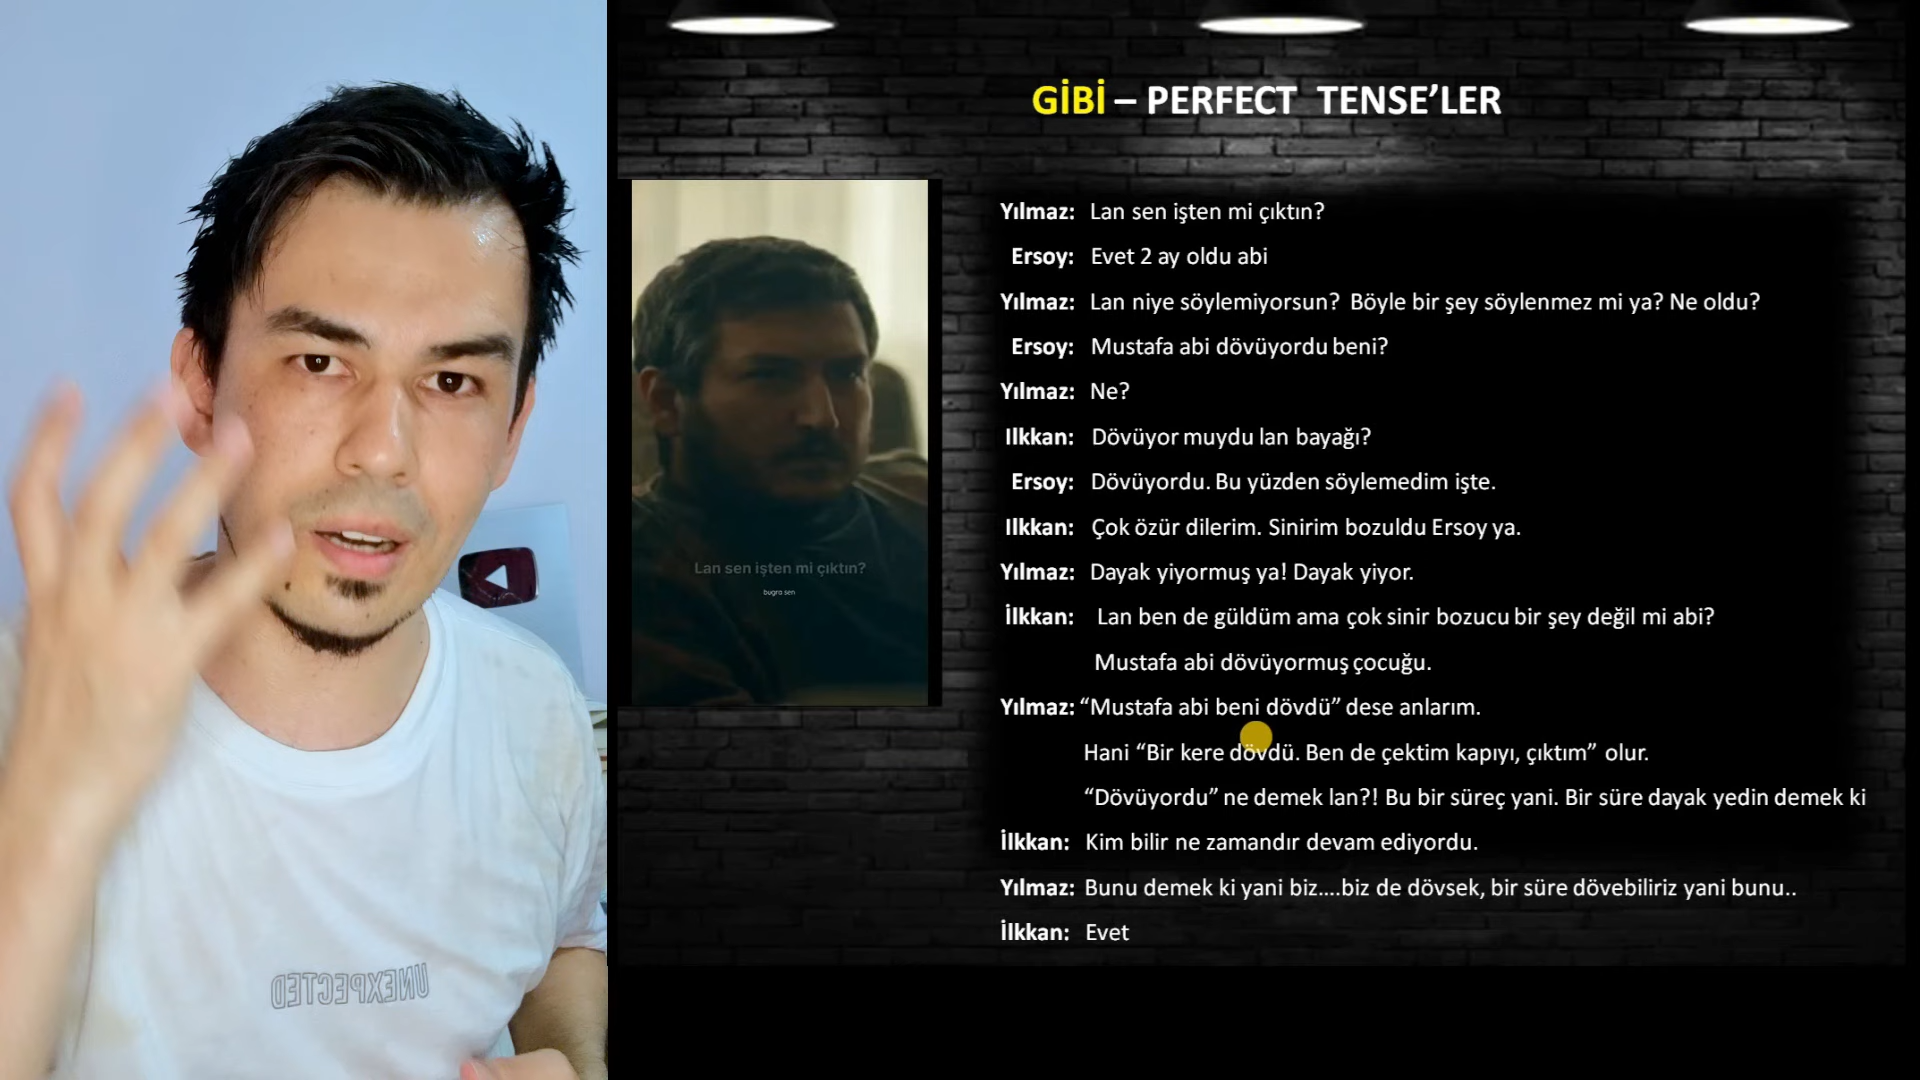 GİBİ – PERFECT TENSE’LER
Yılmaz: Lan sen işten mi çıktın?
Ersoy: Evet 2 ay oldu abi
Yılmaz: Lan niye söylemiyorsun? Böyle bir şey söylenmez mi ya? Ne oldu?
Ersoy: Mustafa abi dövüyordu beni?
Yılmaz: Ne?
Ilkkan: Dövüyor muydu lan bayağı?
Ersoy: Dövüyordu. Bu yüzden söylemedim işte.
Ilkkan: Çok özür dilerim. Sinirim bozuldu Ersoy ya.
Yılmaz: Dayak yiyormuş ya! Dayak yiyor.
İlkkan: Lan ben de güldüm ama çok sinir bozucu bir şey değil mi abi?
Mustafa abi dövüyormuş çocuğu.
Yılmaz: “Mustafa abi beni dövdü” dese anlarım.
Hani “Bir kere dövdü. Ben de çektim kapıyı, çıktım” olur.
“Dövüyordu” ne demek lan?! Bu bir süreç yani. Bir süre dayak yedin demek ki
İlkkan: Kim bilir ne zamandır devam ediyordu.
Yılmaz: Bunu demek ki yani biz....biz de dövsek, bir süre dövebiliriz yani bunu..
İlkkan: Evet
Lan sen işten mi çıktın?
bugra sen
UNEXPECTED